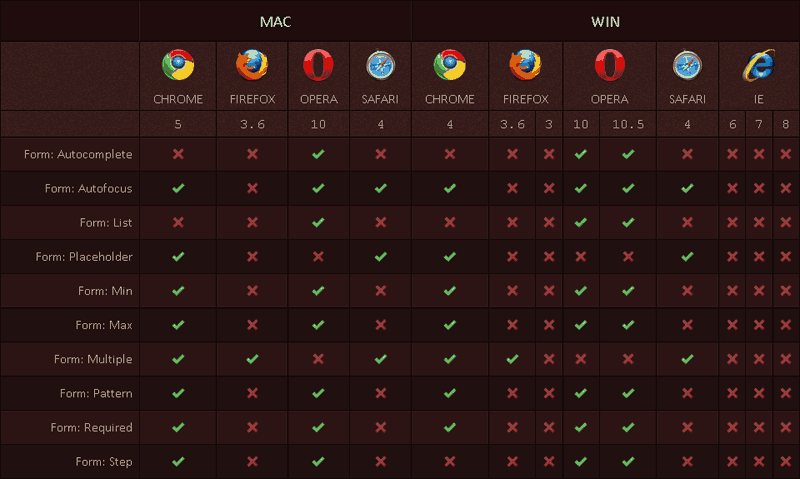 MAC WIN
CHROME FIREFOX OPERA SAFARI CHROME FIREFOX OPERA SAFARI IE
5 3.6 10 4 4 3.6 3 10 10.5 4 6 7 8
Form: Autocomplete
Form: Autofocus
Form: List
Form: Placeholder
Form: Min
Form: Max
Form: Multiple
Form: Pattern
Form: Required
Form: Step